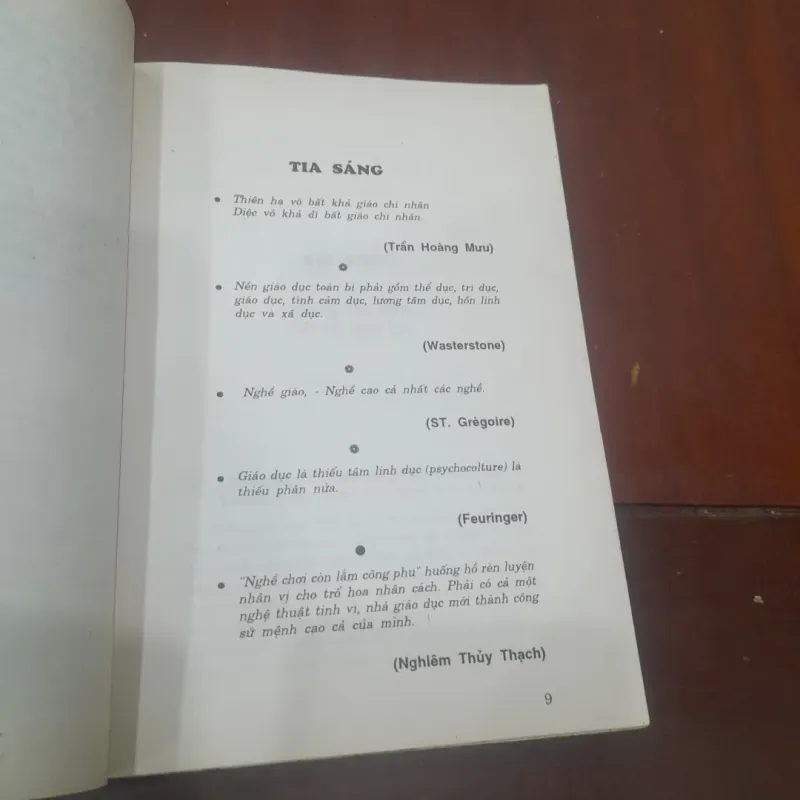 TIA SÁNG
• Thiên hạ vô bất khả giáo chi nhân
Diệc vô khả dĩ bất giáo chi nhân.
(Trần Hoàng Mưu)
• Nền giáo dục toàn bị phải gồm thể dục, trí dục,
giáo dục, tình cảm dục, lương tâm dục, hồn linh
dục và xã dục.
(Wasterstone)
• Nghề giáo, - Nghề cao cả nhất các nghề.
(ST. Grègoire)
• Giáo dục là thiếu tâm linh dục (psychocolture) là
thiếu phân nửa.
(Feuringer)
• "Nghề chơi còn lắm công phu" huống hồ rèn luyện
nhân vị cho trổ hoa nhân cách. Phải có cả một
nghệ thuật tinh vi, nhà giáo dục mới thành công
sứ mệnh cao cả của mình.
(Nghiêm Thủy Thạch)
9